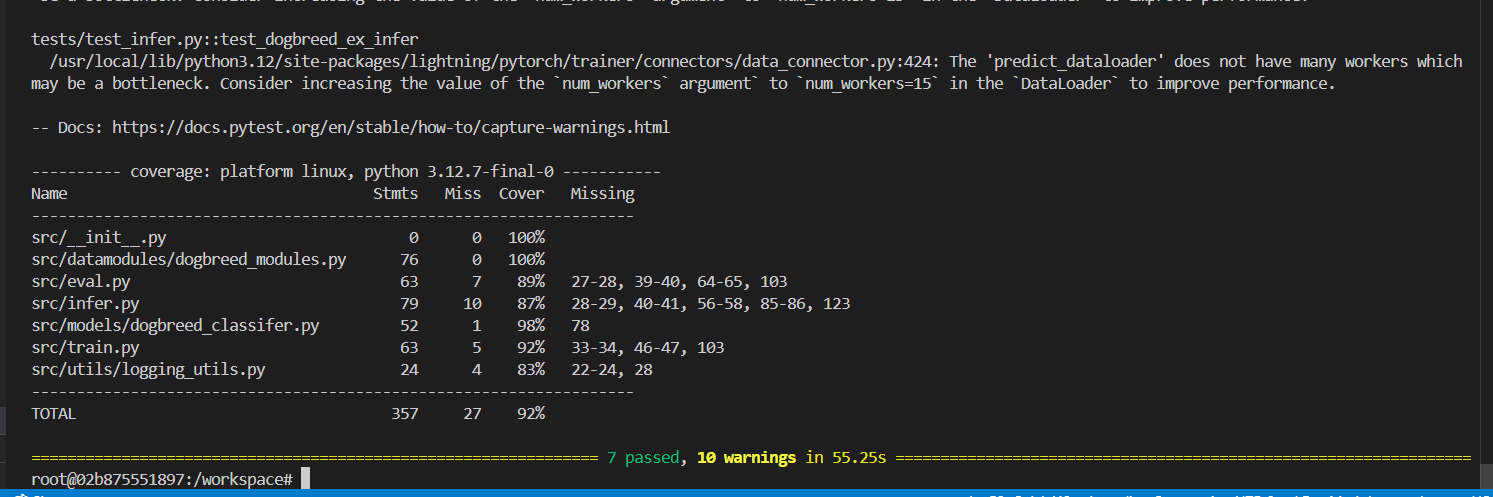 tests/test_infer.py::test_dogbreed_ex_infer
  /usr/local/lib/python3.12/site-packages/lightning/pytorch/trainer/connectors/data_connector.py:424: The 'predict_dataloader' does not have many workers which
may be a bottleneck. Consider increasing the value of the `num_workers` argument` to `num_workers=15` in the `DataLoader` to improve performance.
-- Docs: https://docs.pytest.org/en/stable/how-to/capture-warnings.html
---------- coverage: platform linux, python 3.12.7-final-0 -----------
Name                                  Stmts   Miss  Cover   Missing
-------------------------------------------------------------------
src/__init__.py                           0      0   100%
src/datamodules/dogbreed_modules.py      76      0   100%
src/eval.py                              63      7    89%   27-28, 39-40, 64-65, 103
src/infer.py                             79     10    87%   28-29, 40-41, 56-58, 85-86, 123
src/models/dogbreed_classifer.py         52      1    98%   78
src/train.py                             63      5    92%   33-34, 46-47, 103
src/utils/logging_utils.py               24      4    83%   22-24, 28
-------------------------------------------------------------------
TOTAL                                   357     27    92%
=============================================================== 7 passed, 10 warnings in 55.25s ================================================================
root@02b875551897:/workspace#